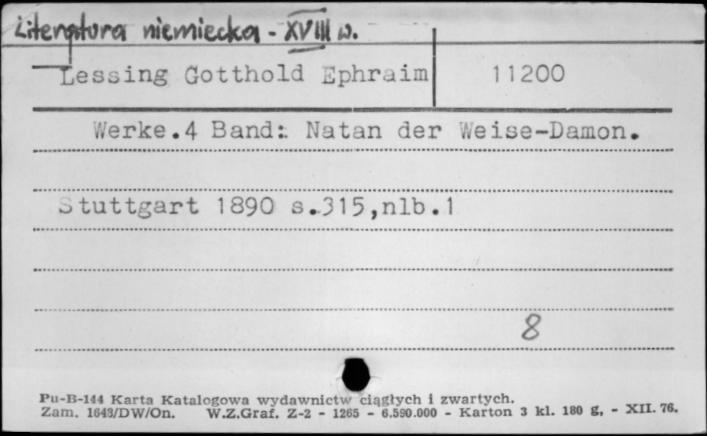 Literatura niemiecka - XVIII w.
Lessing Gotthold Ephraim 11200
Werke.4 Band: Natan der Weise-Damon.
Stuttgart 1890 s.315,nlb.1
8
Pu-B-144 Karta Katalogowa wydawnictw ciągłych i zwartych.
Zam. 1643/DW/On. W.Z.Graf. Z-2 - 1265 - 6.590.000 - Karton 3 kl. 180 g, - XII. 76.